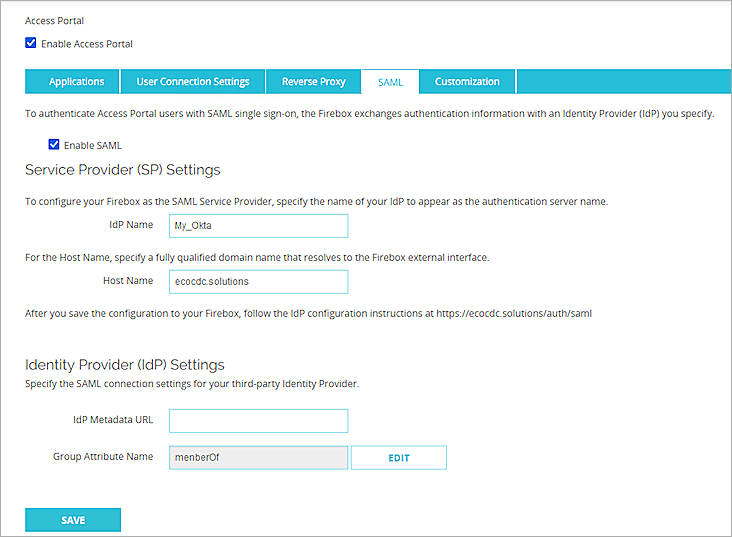 Access Portal
Enable Access Portal
Applications User Connection Settings Reverse Proxy SAML Customization
To authenticate Access Portal users with SAML single sign-on, the Firebox exchanges authentication information with an Identity Provider (IdP) you specify.
Enable SAML
Service Provider (SP) Settings
To configure your Firebox as the SAML Service Provider, specify the name of your IdP to appear as the authentication server name.
IdP Name My_Okta
For the Host Name, specify a fully qualified domain name that resolves to the Firebox external interface.
Host Name ecocdc.solutions
After you save the configuration to your Firebox, follow the IdP configuration instructions at https://ecocdc.solutions/auth/saml
Identity Provider (IdP) Settings
Specify the SAML connection settings for your third-party Identity Provider.
IdP Metadata URL
Group Attribute Name menberOf EDIT
SAVE